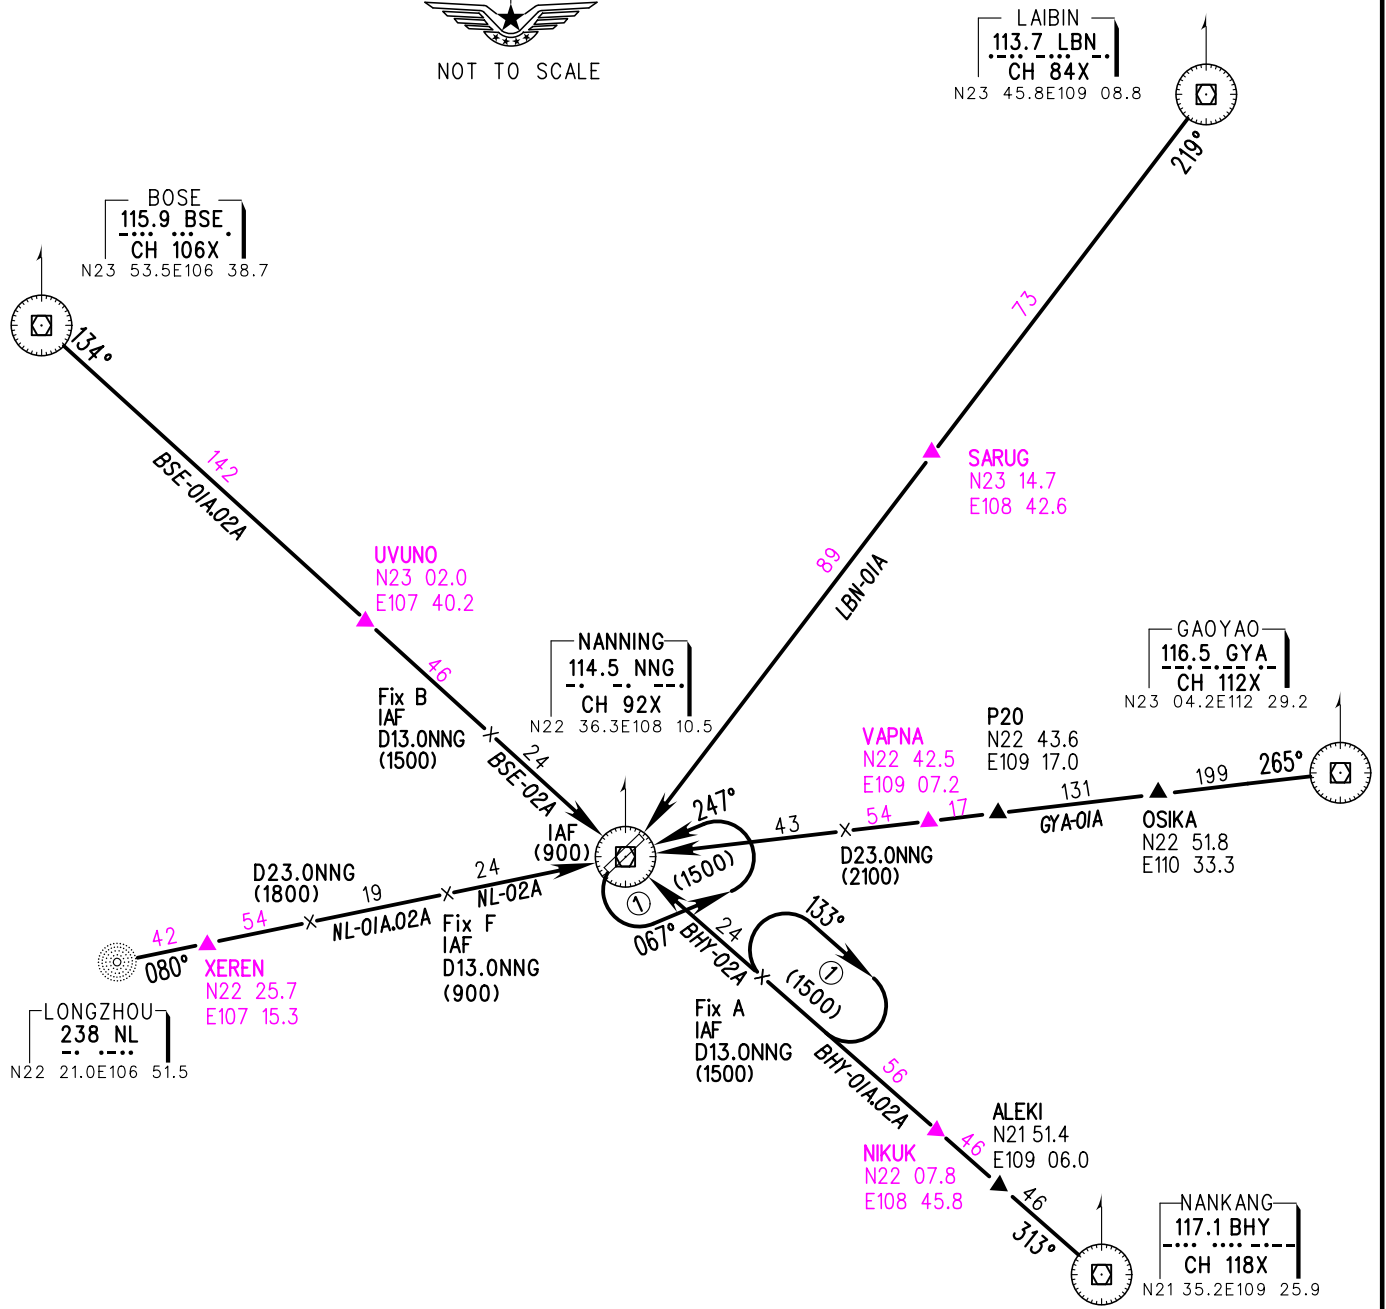 NOT TO SCALE
LAIBIN
113.7 LBN
CH 84X
N23 45.8E109 08.8
219°
BOSE
115.9 BSE
CH 106X
N23 53.5E106 38.7
134°
73
142
BSE-01A.02A
SARUG
N23 14.7
E108 42.6
89
LBN-01A
UVUNO
N23 02.0
E107 40.2
46
NANNING
114.5 NNG
CH 92X
N22 36.3E108 10.5
GAOYAO
116.5 GYA
CH 112X
N23 04.2E112 29.2
Fix B
IAF
D13.0NNG
(1500)
24
BSE-02A
P20
N22 43.6
E109 17.0
VAPNA
N22 42.5
E109 07.2
265°
199
131
17
54
43
GYA-01A
OSIKA
N22 51.8
E110 33.3
247°
IAF
(900)
(1500)
1
067°
D23.0NNG
(2100)
D23.0NNG
(1800)
24
19
NL-02A
NL-01A.02A
54
42
080°
Fix F
IAF
D13.0NNG
(900)
XEREN
N22 25.7
E107 15.3
LONGZHOU
238 NL
N22 21.0E106 51.5
24
BHY-02A
133°
1
(1500)
Fix A
IAF
D13.0NNG
(1500)
56
BHY-01A.02A
NIKUK
N22 07.8
E108 45.8
46
ALEKI
N21 51.4
E109 06.0
46
313°
NANKANG
117.1 BHY
CH 118X
N21 35.2E109 25.9